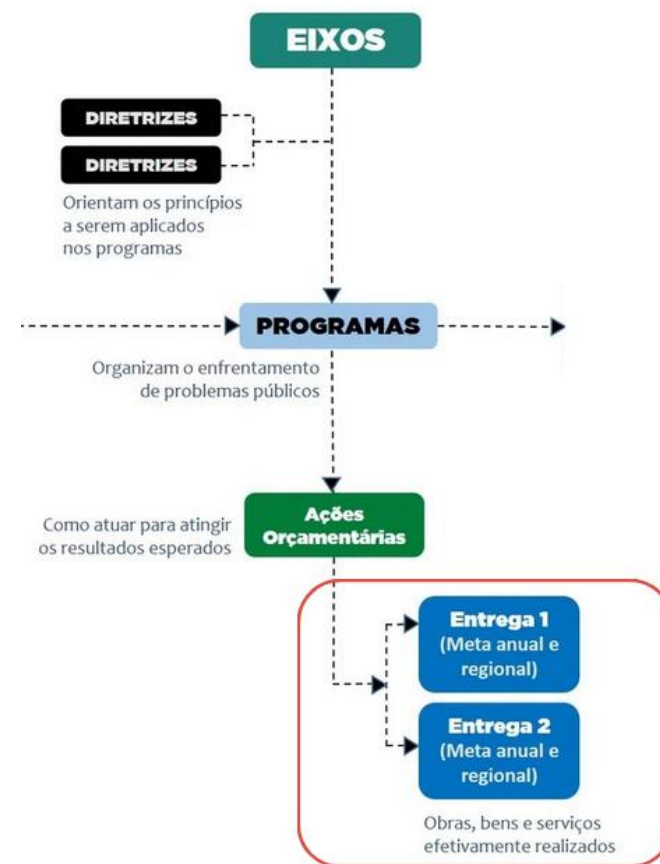 EIXOS
DIRETRIZES
DIRETRIZES
Orientam os princípios
a serem aplicados
nos programas
PROGRAMAS
Organizam o enfrentamento
de problemas públicos
Ações
Orçamentárias
Como atuar para atingir
os resultados esperados
Entrega 1
(Meta anual e
regional)
Entrega 2
(Meta anual e
regional)
Obras, bens e serviços
efetivamente realizados